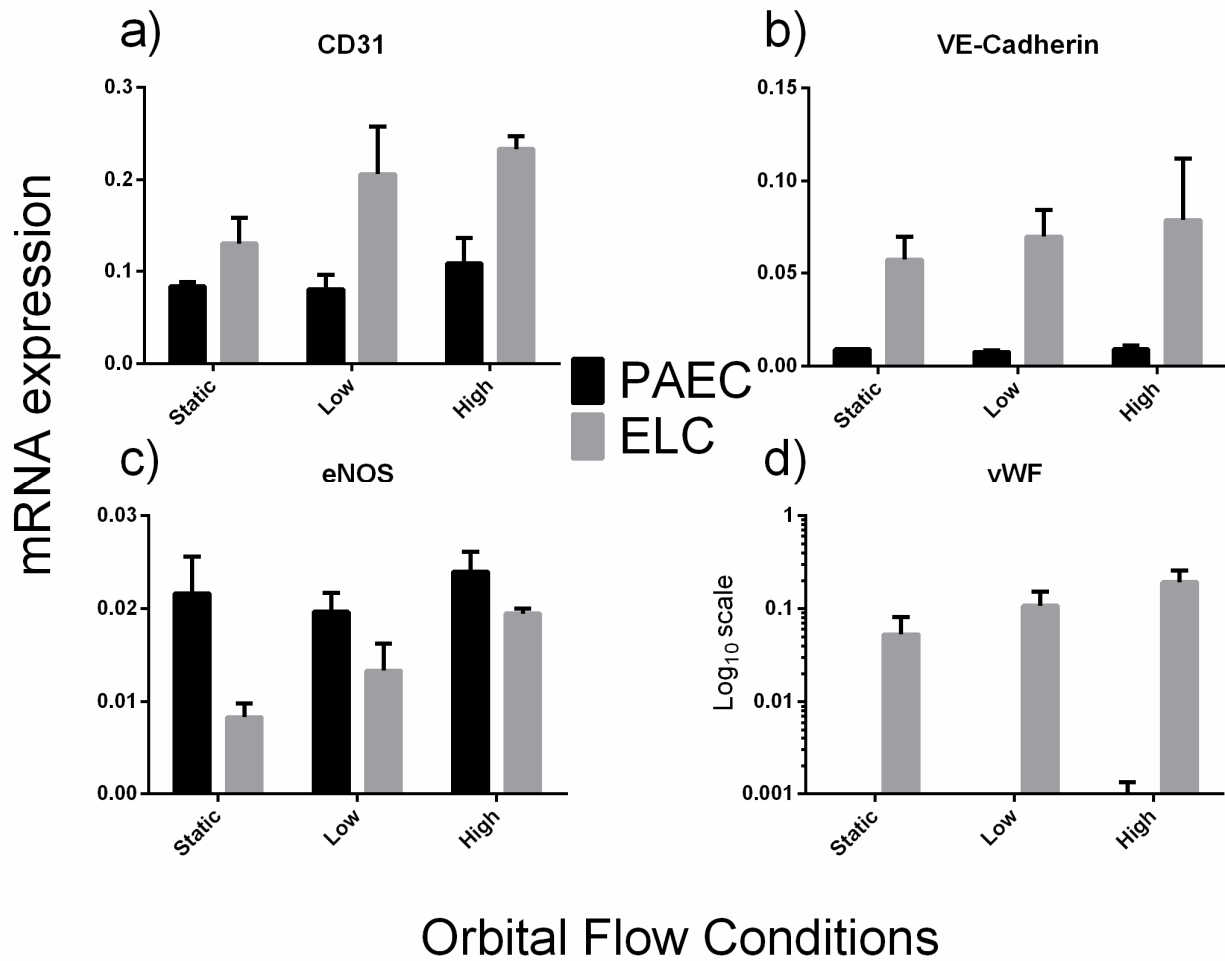 a)
CD31
0.3
0.2
0.1
0.0
Static
Low
High
b)
VE-Cadherin
0.15
0.10
0.05
0.00
Static
Low
High
mRNA expression
PAEC
ELC
c)
eNOS
0.03
0.02
0.01
0.00
Static
Low
High
d)
vWF
Log10 scale
1
0.1
0.01
0.001
Static
Low
High
Orbital Flow Conditions